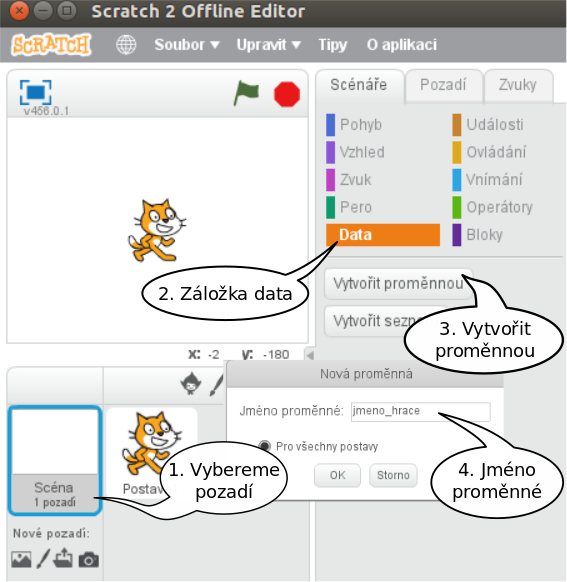 Scratch 2 Offline Editor
SCRATCH Soubor Upravit Tipy O aplikaci
v456.0.1
Scénáře Pozadí Zvuky
Pohyb Události
Vzhled Ovládání
Zvuk Vnímání
Pero Operátory
Data Bloky
2. Záložka data
Vytvořit proměnnou
Vytvořit sezn
3. Vytvořit
proměnnou
X: -2 y: -180
Nová proměnná
Jméno proměnné: jmeno_hrace
Pro všechny postavy
OK Storno
4. Jméno
proměnné
1. Vybereme
pozadí
Scéna
1 pozadí
Postav
Nové pozadí: